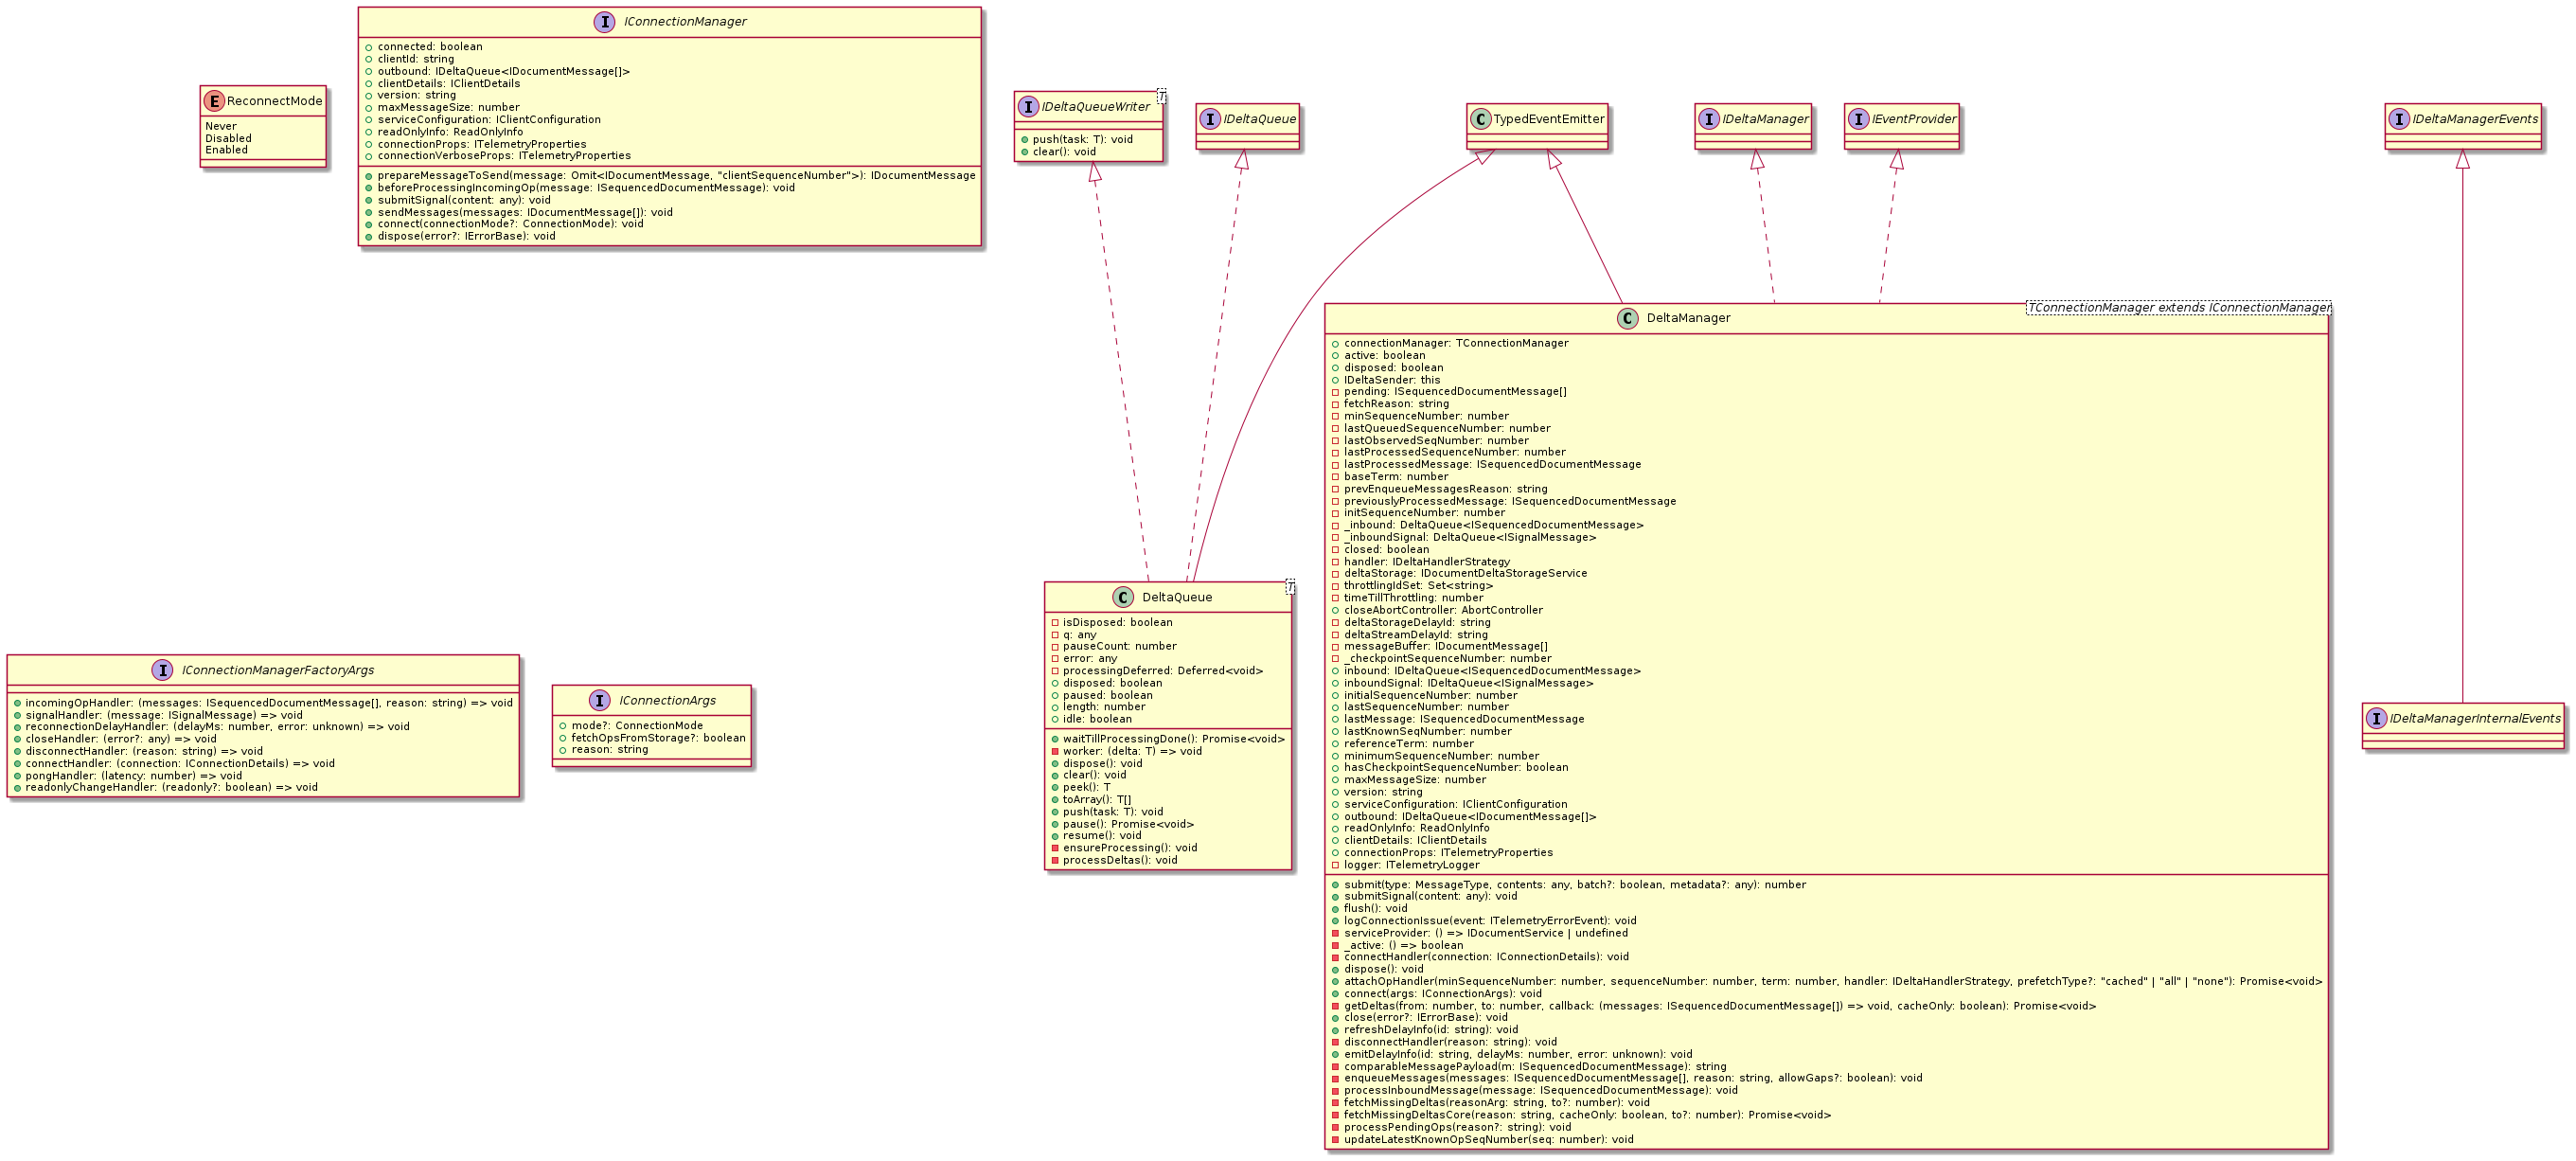 E ReconnectMode
Never
Disabled
Enabled
I IConnectionManager
connected: boolean
clientId: string
outbound: IDeltaQueue<IDocumentMessage[]>
clientDetails: IClientDetails
version: string
maxMessageSize: number
serviceConfiguration: IClientConfiguration
readOnlyInfo: ReadOnlyInfo
connectionProps: ITelemetryProperties
connectionVerboseProps: ITelemetryProperties
prepareMessageToSend(message: Omit<IDocumentMessage, "clientSequenceNumber">): IDocumentMessage
beforeProcessingIncomingOp(message: ISequencedDocumentMessage): void
submitSignal(content: any): void
sendMessages(messages: IDocumentMessage[]): void
connect(connectionMode?: ConnectionMode): void
dispose(error?: IErrorBase): void
I IDeltaQueueWriter T
push(task: T): void
clear(): void
I IDeltaQueue
C TypedEventEmitter
I IDeltaManager
I IEventProvider
I IDeltaManagerEvents
I IConnectionManagerFactoryArgs
incomingOpHandler: (messages: ISequencedDocumentMessage[], reason: string) => void
signalHandler: (message: ISignalMessage) => void
reconnectionDelayHandler: (delayMs: number, error: unknown) => void
closeHandler: (error?: any) => void
disconnectHandler: (reason: string) => void
connectHandler: (connection: IConnectionDetails) => void
pongHandler: (latency: number) => void
readonlyChangeHandler: (readonly?: boolean) => void
I IConnectionArgs
mode?: ConnectionMode
fetchOpsFromStorage?: boolean
reason: string
C DeltaQueue T
isDisposed: boolean
q: any
pauseCount: number
error: any
processingDeferred: Deferred<void>
disposed: boolean
paused: boolean
length: number
idle: boolean
waitTillProcessingDone(): Promise<void>
worker: (delta: T) => void
dispose(): void
clear(): void
peek(): T
toArray(): T[]
push(task: T): void
pause(): Promise<void>
resume(): void
ensureProcessing(): void
processDeltas(): void
C DeltaManager TConnectionManager extends IConnectionManager
connectionManager: TConnectionManager
active: boolean
disposed: boolean
IDeltaSender: this
pending: ISequencedDocumentMessage[]
fetchReason: string
minSequenceNumber: number
lastQueuedSequenceNumber: number
lastObservedSeqNumber: number
lastProcessedSequenceNumber: number
lastProcessedMessage: ISequencedDocumentMessage
baseTerm: number
prevEnqueueMessagesReason: string
previouslyProcessedMessage: ISequencedDocumentMessage
initSequenceNumber: number
_inbound: DeltaQueue<ISequencedDocumentMessage>
_inboundSignal: DeltaQueue<ISignalMessage>
closed: boolean
handler: IDeltaHandlerStrategy
deltaStorage: IDocumentDeltaStorageService
throttlingIdSet: Set<string>
timeTillThrottling: number
closeAbortController: AbortController
deltaStorageDelayId: string
deltaStreamDelayId: string
messageBuffer: IDocumentMessage[]
_checkpointSequenceNumber: number
inbound: IDeltaQueue<ISequencedDocumentMessage>
inboundSignal: IDeltaQueue<ISignalMessage>
initialSequenceNumber: number
lastSequenceNumber: number
lastMessage: ISequencedDocumentMessage
lastKnownSeqNumber: number
referenceTerm: number
minimumSequenceNumber: number
hasCheckpointSequenceNumber: boolean
maxMessageSize: number
version: string
serviceConfiguration: IClientConfiguration
outbound: IDeltaQueue<IDocumentMessage[]>
readOnlyInfo: ReadOnlyInfo
clientDetails: IClientDetails
connectionProps: ITelemetryProperties
logger: ITelemetryLogger
submit(type: MessageType, contents: any, batch?: boolean, metadata?: any): number
submitSignal(content: any): void
flush(): void
logConnectionIssue(event: ITelemetryErrorEvent): void
serviceProvider: () => IDocumentService | undefined
_active: () => boolean
connectHandler(connection: IConnectionDetails): void
dispose(): void
attachOpHandler(minSequenceNumber: number, sequenceNumber: number, term: number, handler: IDeltaHandlerStrategy, prefetchType?: "cached" | "all" | "none"): Promise<void>
connect(args: IConnectionArgs): void
getDeltas(from: number, to: number, callback: (messages: ISequencedDocumentMessage[]) => void, cacheOnly: boolean): Promise<void>
close(error?: IErrorBase): void
refreshDelayInfo(id: string): void
disconnectHandler(reason: string): void
emitDelayInfo(id: string, delayMs: number, error: unknown): void
comparableMessagePayload(m: ISequencedDocumentMessage): string
enqueueMessages(messages: ISequencedDocumentMessage[], reason: string, allowGaps?: boolean): void
processInboundMessage(message: ISequencedDocumentMessage): void
fetchMissingDeltas(reasonArg: string, to?: number): void
fetchMissingDeltasCore(reason: string, cacheOnly: boolean, to?: number): Promise<void>
processPendingOps(reason?: string): void
updateLatestKnownOpSeqNumber(seq: number): void
I IDeltaManagerInternalEvents